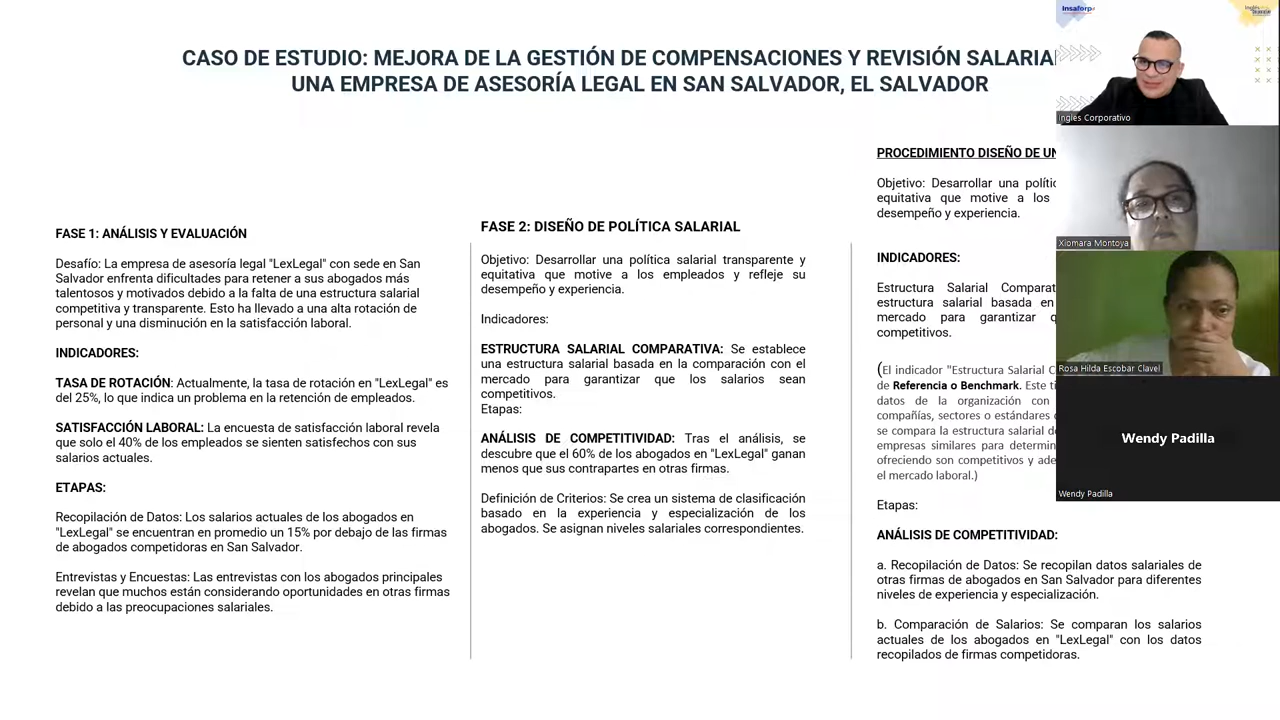 CASO DE ESTUDIO: MEJORA DE LA GESTIÓN DE COMPENSACIONES Y REVISIÓN SALARIAL
UNA EMPRESA DE ASESORÍA LEGAL EN SAN SALVADOR, EL SALVADOR
FASE 1: ANÁLISIS Y EVALUACIÓN
Desafío: La empresa de asesoría legal "LexLegal" con sede en San
Salvador enfrenta dificultades para retener a sus abogados más
talentosos y motivados debido a la falta de una estructura salarial
competitiva y transparente. Esto ha llevado a una alta rotación de
personal y una disminución en la satisfacción laboral.
INDICADORES:
TASA DE ROTACIÓN: Actualmente, la tasa de rotación en "LexLegal" es
del 25%, lo que indica un problema en la retención de empleados.
SATISFACCIÓN LABORAL: La encuesta de satisfacción laboral revela
que solo el 40% de los empleados se sienten satisfechos con sus
salarios actuales.
ETAPAS:
Recopilación de Datos: Los salarios actuales de los abogados en
"LexLegal" se encuentran en promedio un 15% por debajo de las firmas
de abogados competidoras en San Salvador.
Entrevistas y Encuestas: Las entrevistas con los abogados principales
revelan que muchos están considerando oportunidades en otras firmas
debido a las preocupaciones salariales.
FASE 2: DISEÑO DE POLÍTICA SALARIAL
Objetivo: Desarrollar una política salarial transparente y
equitativa que motive a los empleados y refleje su
desempeño y experiencia.
Indicadores:
ESTRUCTURA SALARIAL COMPARATIVA: Se establece
una estructura salarial basada en la comparación con el
mercado para garantizar que los salarios sean
competitivos.
Etapas:
ANÁLISIS DE COMPETITIVIDAD: Tras el análisis, se
descubre que el 60% de los abogados en "LexLegal" ganan
menos que sus contrapartes en otras firmas.
Definición de Criterios: Se crea un sistema de clasificación
basado en la experiencia y especialización de los
abogados. Se asignan niveles salariales correspondientes.
PROCEDIMIENTO DISEÑO DE UN
Objetivo: Desarrollar una polític
equitativa que motive a los
desempeño y experiencia.
INDICADORES:
Estructura Salarial Comparat
estructura salarial basada en
mercado para garantizar q
competitivos.
(El indicador "Estructura Salarial C
de Referencia o Benchmark. Este ti
datos de la organización con
compañías, sectores o estándares
se compara la estructura salarial de
empresas similares para determin
ofreciendo son competitivos y ade
el mercado laboral.)
Etapas:
ANÁLISIS DE COMPETITIVIDAD:
a. Recopilación de Datos: Se recopilan datos salariales de
otras firmas de abogados en San Salvador para diferentes
niveles de experiencia y especialización.
b. Comparación de Salarios: Se comparan los salarios
actuales de los abogados en "LexLegal" con los datos
recopilados de firmas competidoras.
insaforp
Ingles Corporativo
Xiomara Montoya
Rosa Hilda Escobar Clavel
Wendy Padilla
Wendy Padilla